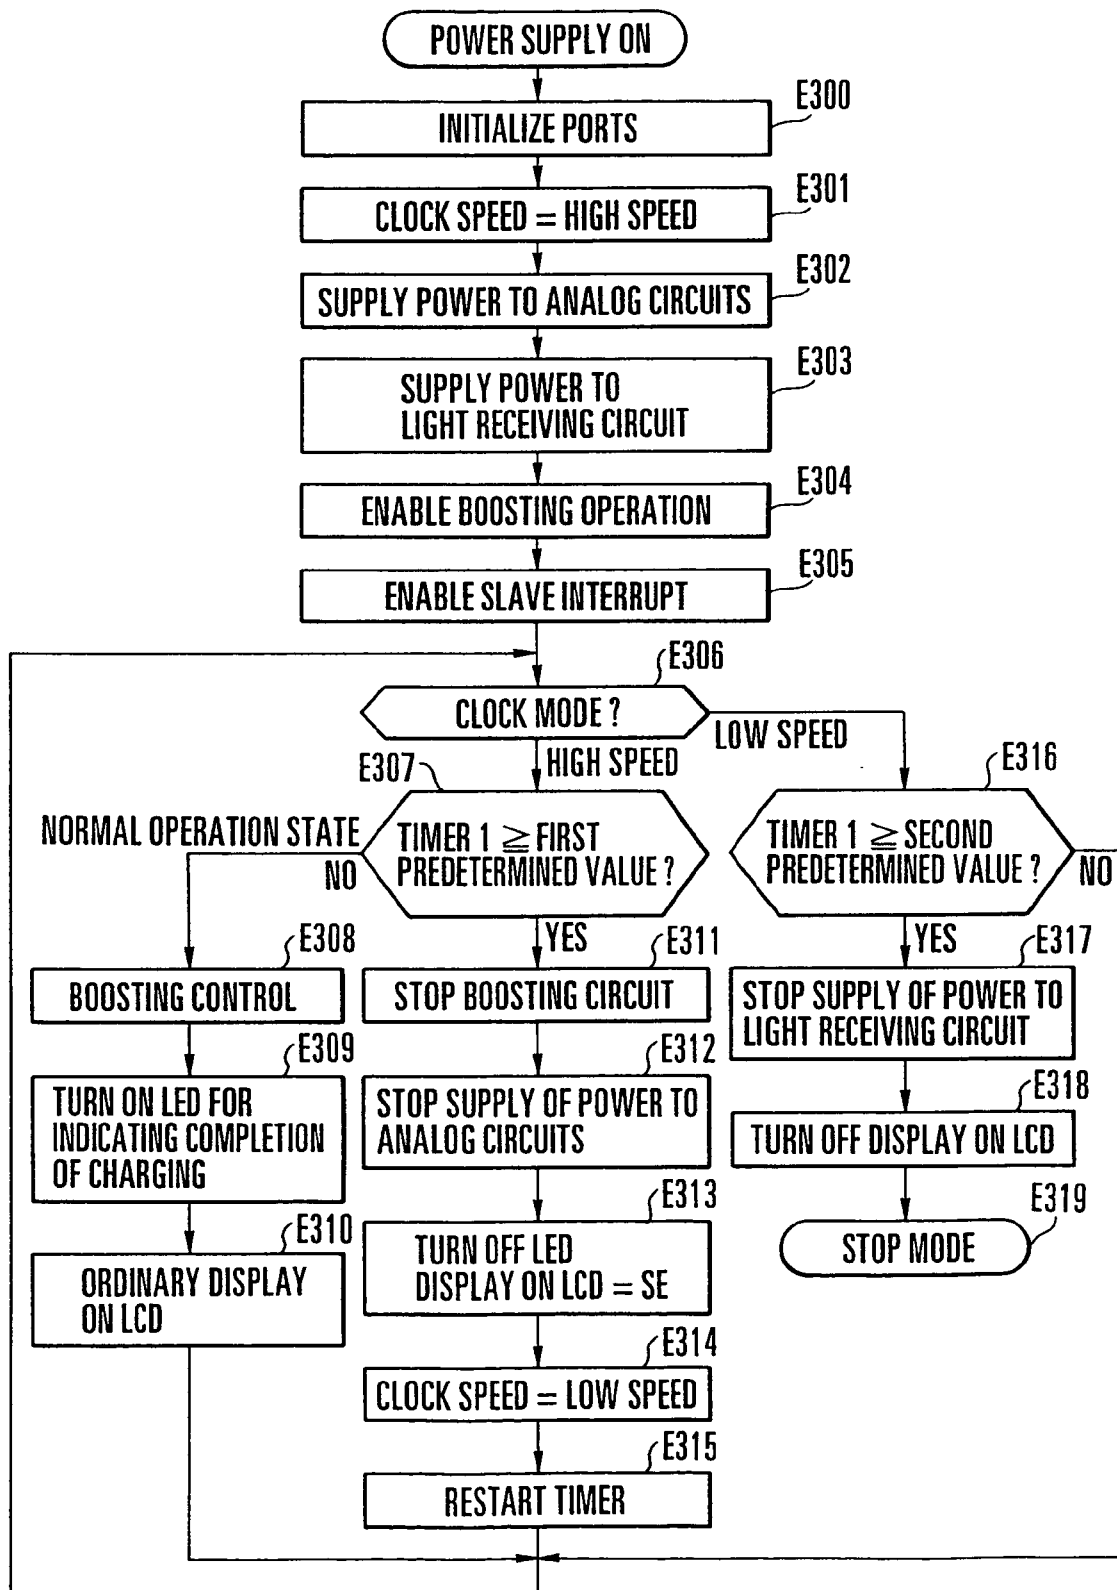 POWER SUPPLY ON
E300
INITIALIZE PORTS
E301
CLOCK SPEED = HIGH SPEED
E302
SUPPLY POWER TO ANALOG CIRCUITS
E303
SUPPLY POWER TO
LIGHT RECEIVING CIRCUIT
E304
ENABLE BOOSTING OPERATION
E305
ENABLE SLAVE INTERRUPT
E306
CLOCK MODE ?
LOW SPEED
HIGH SPEED
E307
TIMER 1 ≧ FIRST
PREDETERMINED VALUE ?
NORMAL OPERATION STATE
NO
E316
TIMER 1 ≧ SECOND
PREDETERMINED VALUE ?
NO
E308
BOOSTING CONTROL
E309
TURN ON LED FOR
INDICATING COMPLETION
OF CHARGING
E310
ORDINARY DISPLAY
ON LCD
YES
E311
STOP BOOSTING CIRCUIT
E312
STOP SUPPLY OF POWER TO
ANALOG CIRCUITS
E313
TURN OFF LED
DISPLAY ON LCD = SE
E314
CLOCK SPEED = LOW SPEED
E315
RESTART TIMER
YES
E317
STOP SUPPLY OF POWER TO
LIGHT RECEIVING CIRCUIT
E318
TURN OFF DISPLAY ON LCD
E319
STOP MODE